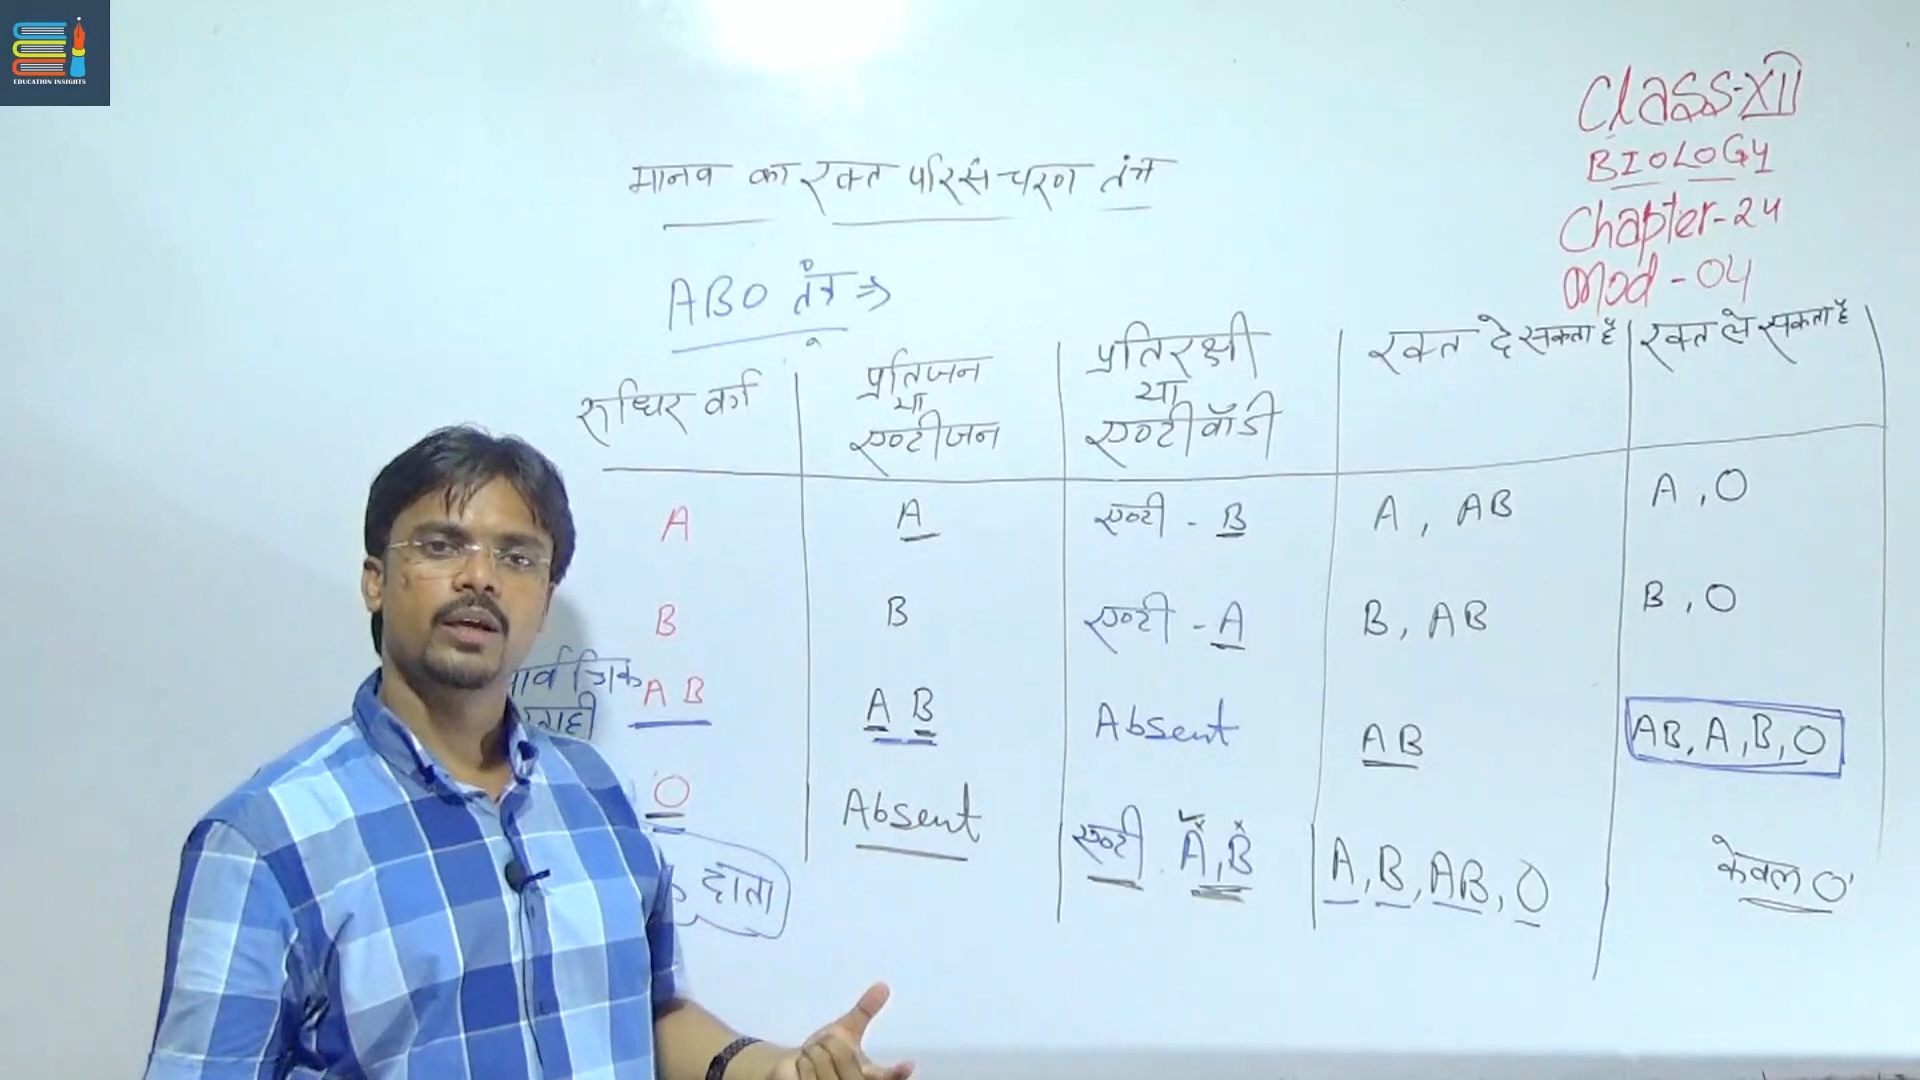 EDUCATION INSIGHTS
Class-XII
BIOLOGY
Chapter-24
Mod-04
मानव का रक्त परिसंचरण तंत्र
ABO तंत्र ⇒
रुधिर वर्ग
प्रतिजन या एण्टीजन
प्रतिरक्षी या एण्टीबॉडी
रक्त दे सकता है
रक्त ले सकता है
A A एण्टी - B A, AB A, O
B B एण्टी - A B, AB B, O
AB AB Absent AB AB, A, B, O
O Absent एण्टी A, B A, B, AB, O केवल O'
दाता